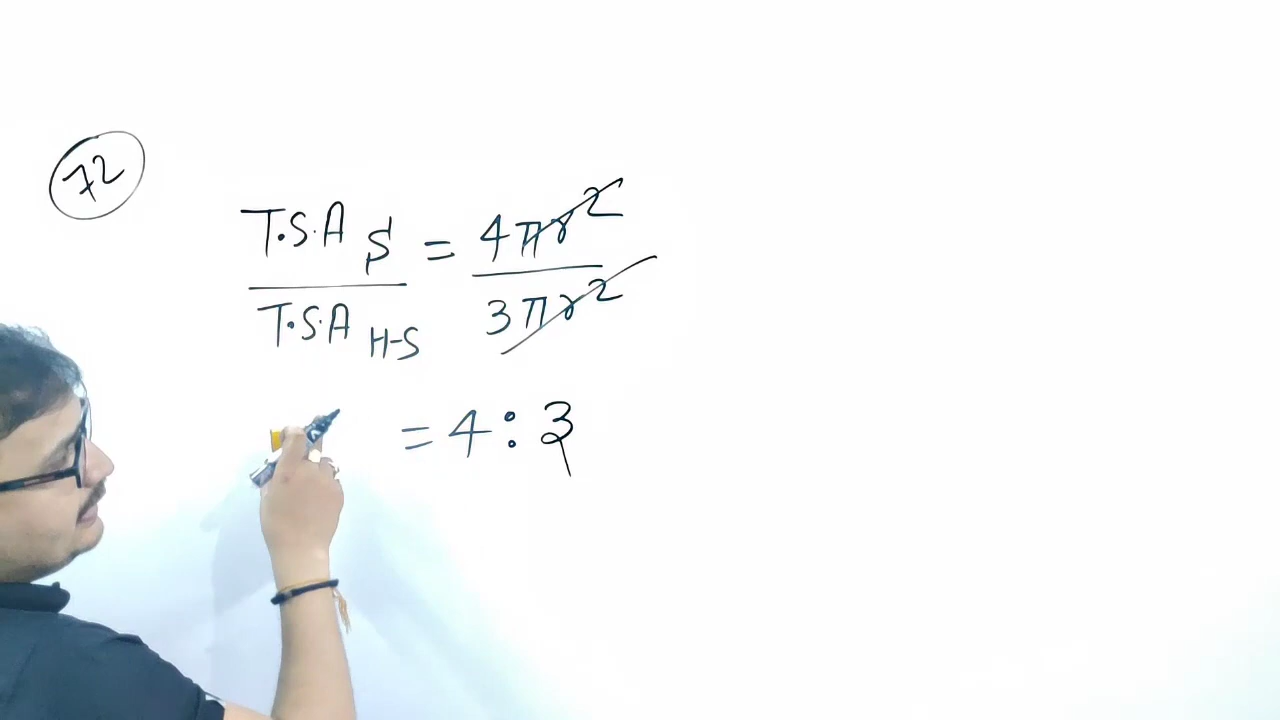 72
T.S.A S = 4πr²
T.S.A H-S 3πr²
= 4 : 3